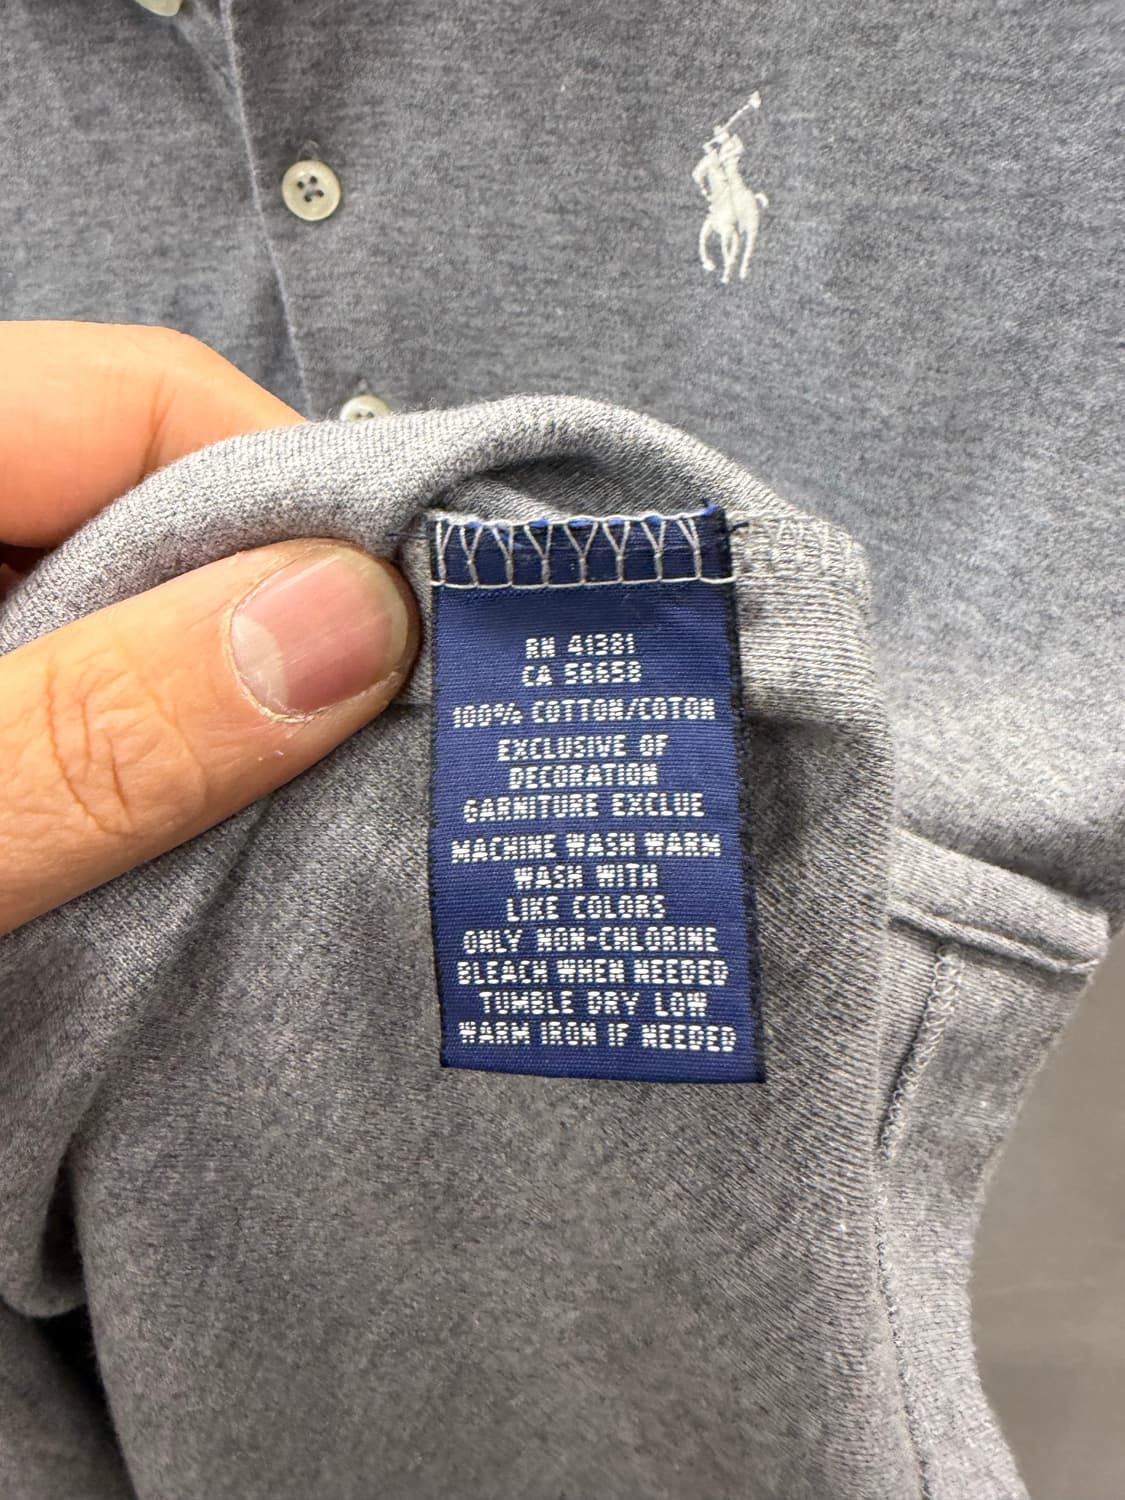 RN 41381
CA 56658
100% COTTON/COTON
EXCLUSIVE OF
DECORATION
GARNITURE EXCLUE
MACHINE WASH WARM
WASH WITH
LIKE COLORS
ONLY NON-CHLORINE
BLEACH WHEN NEEDED
TUMBLE DRY LOW
WARM IRON IF NEEDED